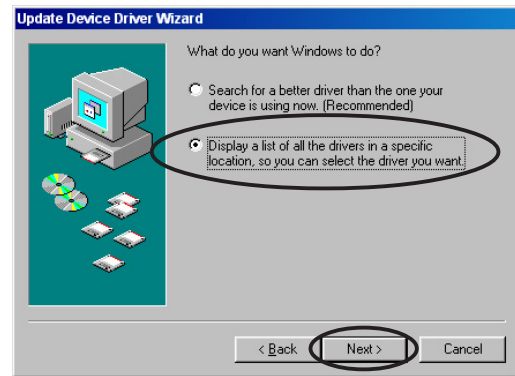 Update Device Driver Wizard
What do you want Windows to do?
Search for a better driver than the one your
device is using now. (Recommended)
Display a list of all the drivers in a specific
location, so you can select the driver you want.
< Back
Next >
Cancel